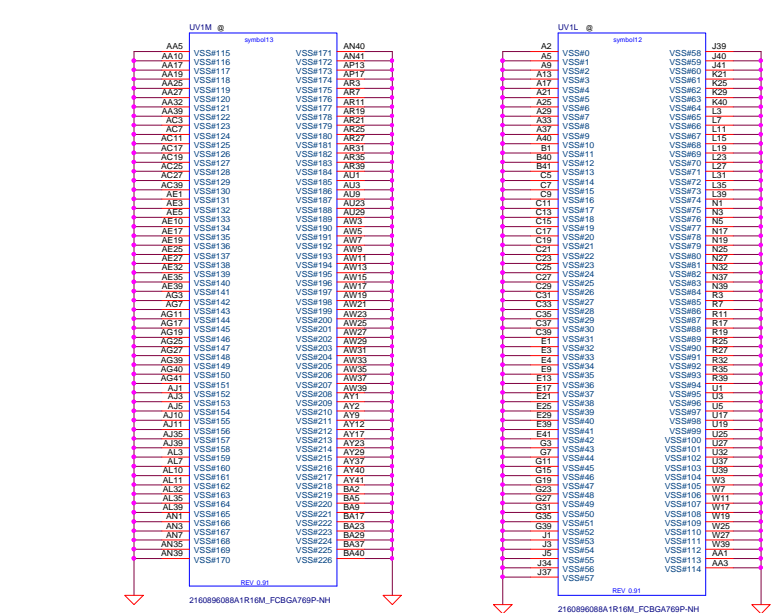 UV1M @
symbol13
AA5
AA10
AA17
AA19
AA25
AA27
AA32
AA39
AC3
AC7
AC11
AC17
AC19
AC25
AC27
AC39
AE1
AE3
AE5
AE10
AE17
AE19
AE25
AE27
AE32
AE35
AE39
AG3
AG7
AG11
AG17
AG19
AG25
AG27
AG39
AG40
AG41
AJ1
AJ3
AJ5
AJ10
AJ11
AJ35
AJ39
AL3
AL7
AL10
AL11
AL32
AL35
AL39
AN1
AN3
AN7
AN35
AN39
VSS#115
VSS#116
VSS#117
VSS#118
VSS#119
VSS#120
VSS#121
VSS#122
VSS#123
VSS#124
VSS#125
VSS#126
VSS#127
VSS#128
VSS#129
VSS#130
VSS#131
VSS#132
VSS#133
VSS#134
VSS#135
VSS#136
VSS#137
VSS#138
VSS#139
VSS#140
VSS#141
VSS#142
VSS#143
VSS#144
VSS#145
VSS#146
VSS#147
VSS#148
VSS#149
VSS#150
VSS#151
VSS#152
VSS#153
VSS#154
VSS#155
VSS#156
VSS#157
VSS#158
VSS#159
VSS#160
VSS#161
VSS#162
VSS#163
VSS#164
VSS#165
VSS#166
VSS#167
VSS#168
VSS#169
VSS#170
VSS#171
VSS#172
VSS#173
VSS#174
VSS#175
VSS#176
VSS#177
VSS#178
VSS#179
VSS#180
VSS#181
VSS#182
VSS#183
VSS#184
VSS#185
VSS#186
VSS#187
VSS#188
VSS#189
VSS#190
VSS#191
VSS#192
VSS#193
VSS#194
VSS#195
VSS#196
VSS#197
VSS#198
VSS#199
VSS#200
VSS#201
VSS#202
VSS#203
VSS#204
VSS#205
VSS#206
VSS#207
VSS#208
VSS#209
VSS#210
VSS#211
VSS#212
VSS#213
VSS#214
VSS#215
VSS#216
VSS#217
VSS#218
VSS#219
VSS#220
VSS#221
VSS#222
VSS#223
VSS#224
VSS#225
VSS#226
AN40
AN41
AP13
AP17
AR3
AR7
AR11
AR19
AR21
AR25
AR27
AR31
AR35
AR39
AU1
AU3
AU9
AU23
AU29
AW3
AW5
AW7
AW9
AW11
AW13
AW15
AW17
AW19
AW21
AW23
AW25
AW27
AW29
AW31
AW33
AW35
AW37
AW39
AY1
AY2
AY9
AY12
AY17
AY23
AY29
AY37
AY40
AY41
BA2
BA5
BA9
BA17
BA23
BA29
BA37
BA40
REV 0.91
2160896088A1R16M_FCBGA769P-NH
UV1L @
symbol12
A2
A5
A9
A13
A17
A21
A25
A29
A33
A37
A40
B1
B40
B41
C5
C7
C9
C11
C13
C15
C17
C19
C21
C23
C25
C27
C29
C31
C33
C35
C37
C39
E1
E3
E4
E9
E13
E17
E21
E25
E29
E39
E41
G3
G7
G11
G15
G19
G23
G27
G35
G39
J1
J3
J5
J34
J37
VSS#0
VSS#1
VSS#2
VSS#3
VSS#4
VSS#5
VSS#6
VSS#7
VSS#8
VSS#9
VSS#10
VSS#11
VSS#12
VSS#13
VSS#14
VSS#15
VSS#16
VSS#17
VSS#18
VSS#19
VSS#20
VSS#21
VSS#22
VSS#23
VSS#24
VSS#25
VSS#26
VSS#27
VSS#28
VSS#29
VSS#30
VSS#31
VSS#32
VSS#33
VSS#34
VSS#35
VSS#36
VSS#37
VSS#38
VSS#39
VSS#40
VSS#41
VSS#42
VSS#43
VSS#44
VSS#45
VSS#46
VSS#47
VSS#48
VSS#49
VSS#50
VSS#51
VSS#52
VSS#53
VSS#54
VSS#55
VSS#56
VSS#57
VSS#58
VSS#59
VSS#60
VSS#61
VSS#62
VSS#63
VSS#64
VSS#65
VSS#66
VSS#67
VSS#68
VSS#69
VSS#70
VSS#71
VSS#72
VSS#73
VSS#74
VSS#75
VSS#76
VSS#77
VSS#78
VSS#79
VSS#80
VSS#81
VSS#82
VSS#83
VSS#84
VSS#85
VSS#86
VSS#87
VSS#88
VSS#89
VSS#90
VSS#91
VSS#92
VSS#93
VSS#94
VSS#95
VSS#96
VSS#97
VSS#98
VSS#99
VSS#100
VSS#101
VSS#102
VSS#103
VSS#104
VSS#105
VSS#106
VSS#107
VSS#108
VSS#109
VSS#110
VSS#111
VSS#112
VSS#113
VSS#114
J39
J40
J41
K21
K25
K29
K40
L3
L7
L11
L15
L19
L23
L27
L31
L35
L39
N1
N3
N5
N17
N19
N25
N27
N32
N37
N39
R3
R7
R11
R17
R19
R25
R27
R32
R35
R39
U1
U3
U5
U17
U19
U25
U27
U32
U37
U39
W3
W7
W11
W17
W19
W25
W27
W39
AA1
AA3
REV 0.91
2160896088A1R16M_FCBGA769P-NH